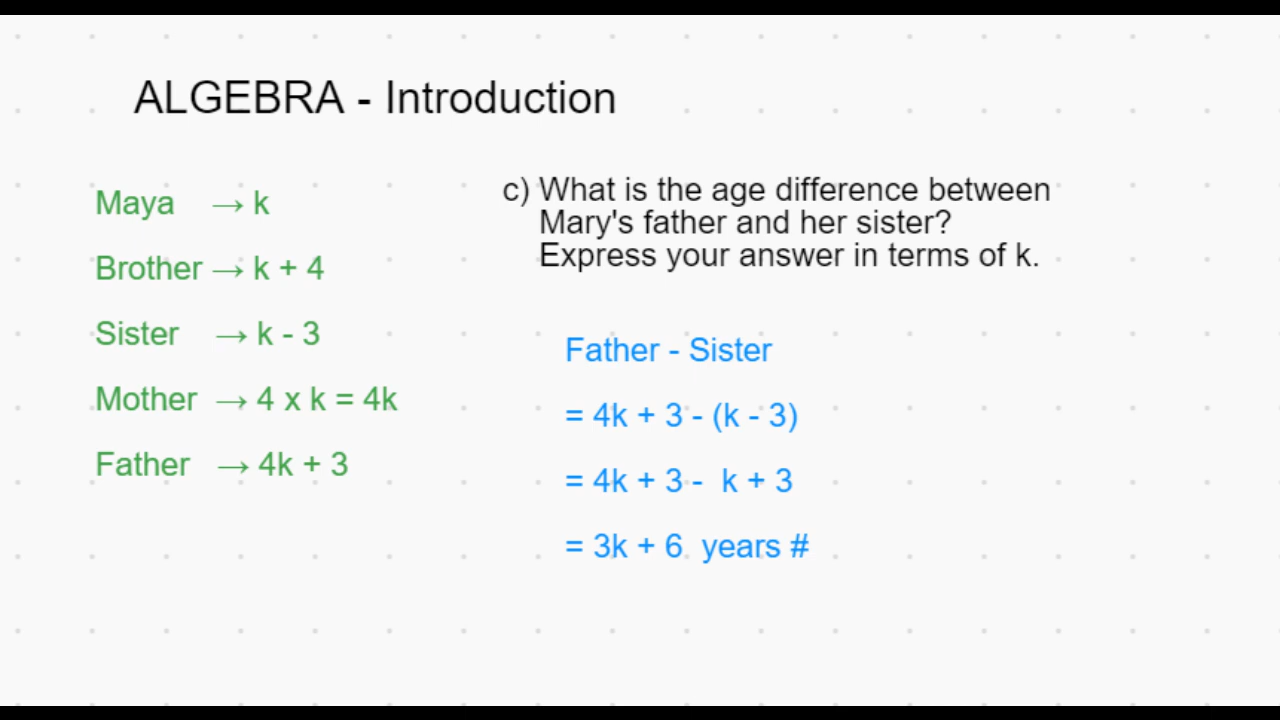 ALGEBRA - Introduction
Maya → k
Brother → k + 4
Sister → k - 3
Mother → 4 x k = 4k
Father → 4k + 3
c) What is the age difference between
Mary's father and her sister?
Express your answer in terms of k.
Father - Sister
= 4k + 3 - (k - 3)
= 4k + 3 - k + 3
= 3k + 6 years #